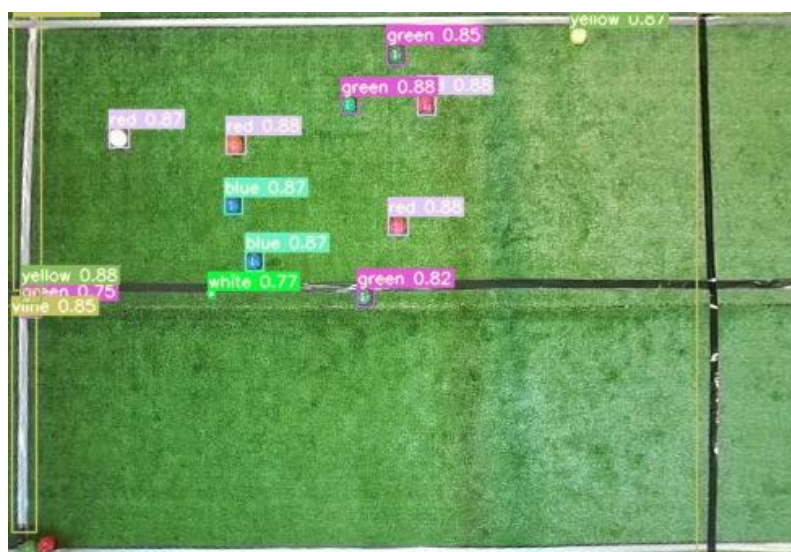 yellow 0.87
green 0.85
green 0.88
0.88
red 0.87
red 0.88
blue 0.87
red 0.88
blue 0.87
yellow 0.88
white 0.77
green 0.82
green 0.75
vline 0.85